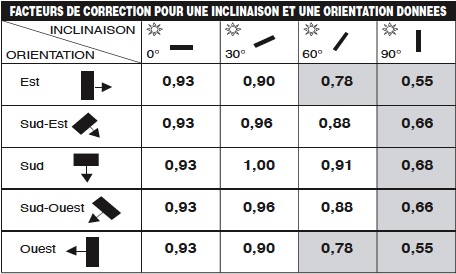 FACTEURS DE CORRECTION POUR UNE INCLINAISON ET UNE ORIENTATION DONNEES
INCLINAISON
ORIENTATION 0° 30° 60° 90°
Est 0,93 0,90 0,78 0,55
Sud-Est 0,93 0,96 0,88 0,66
Sud 0,93 1,00 0,91 0,68
Sud-Ouest 0,93 0,96 0,88 0,66
Ouest 0,93 0,90 0,78 0,55